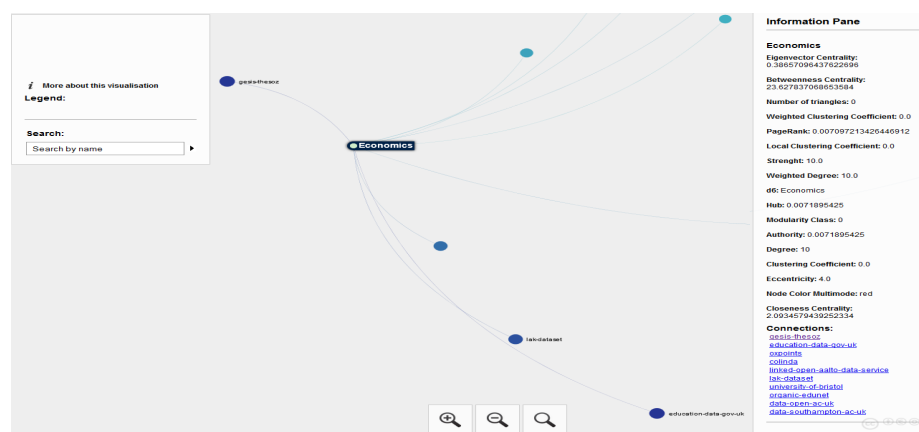 i More about this visualisation
Legend:
Search:
Search by name
gesis-thesoz
Economics
lak-dataset
education-data-gov-uk
Information Pane
Economics
Eigenvector Centrality:
0.38657096437622696
Betweenness Centrality:
23.627837068653584
Number of triangles: 0
Weighted Clustering Coefficient: 0.0
PageRank: 0.007097213426446912
Local Clustering Coefficient: 0.0
Strenght: 10.0
Weighted Degree: 10.0
d6: Economics
Hub: 0.0071895425
Modularity Class: 0
Authority: 0.0071895425
Degree: 10
Clustering Coefficient: 0.0
Eccentricity: 4.0
Node Color Multimode: red
Closeness Centrality:
2.0934579439252334
Connections:
gesis-thesoz
education-data-gov-uk
oxpoints
colinda
linked-open-aalto-data-service
lak-dataset
university-of-bristol
organic-edunet
data-open-ac-uk
data-southampton-ac-uk